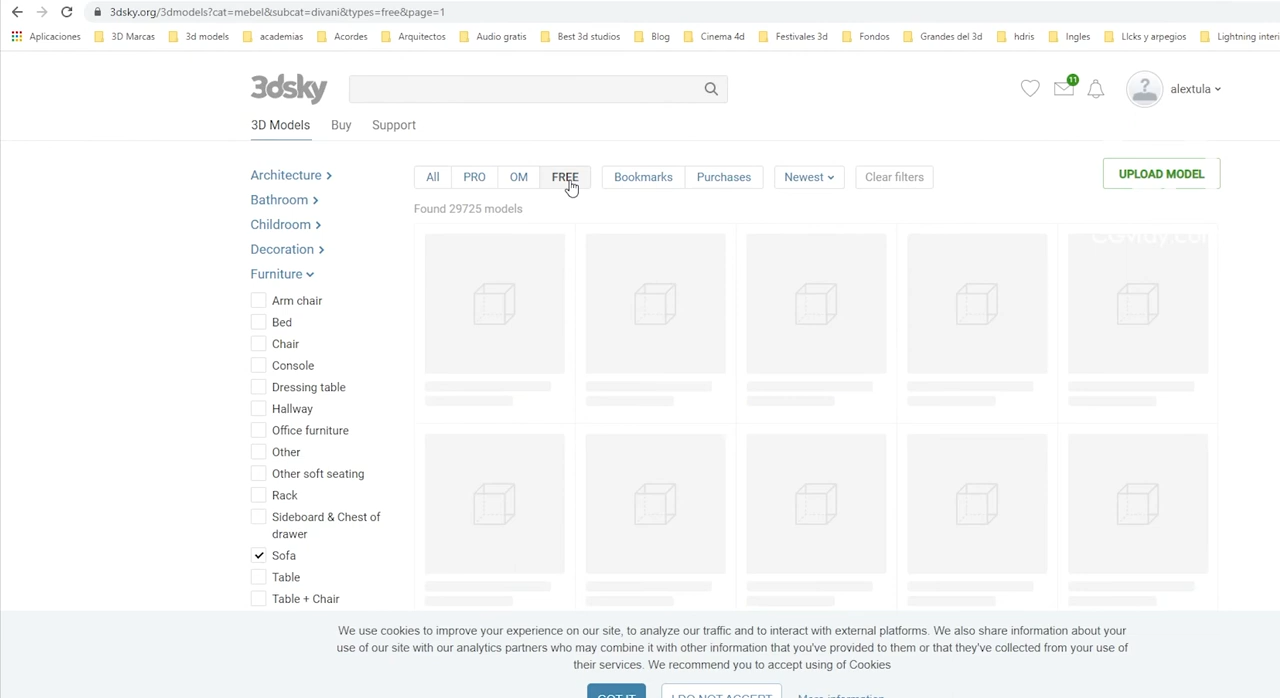 3dsky.org/3dmodels?cat=mebel&subcat=divani&types=free&page=1
Aplicaciones 3D Marcas 3d models academias Acordes Arquitectos Audio gratis Best 3d studios Blog Cinema 4d Festivales 3d Fondos Grandes del 3d hdris Ingles LIcks y arpegios Lightning interi
3dsky
11
alextula
3D Models Buy Support
Architecture
Bathroom
Childroom
Decoration
Furniture
Arm chair
Bed
Chair
Console
Dressing table
Hallway
Office furniture
Other
Other soft seating
Rack
Sideboard & Chest of
drawer
Sofa
Table
Table + Chair
All PRO OM FREE Bookmarks Purchases Newest Clear filters
UPLOAD MODEL
Found 29725 models
We use cookies to improve your experience on our site, to analyze our traffic and to interact with external platforms. We also share information about your
use of our site with our analytics partners who may combine it with other information that you've provided to them or that they've collected from your use of
their services. We recommend you to accept using of Cookies
GOT IT I DO NOT ACCEPT More information